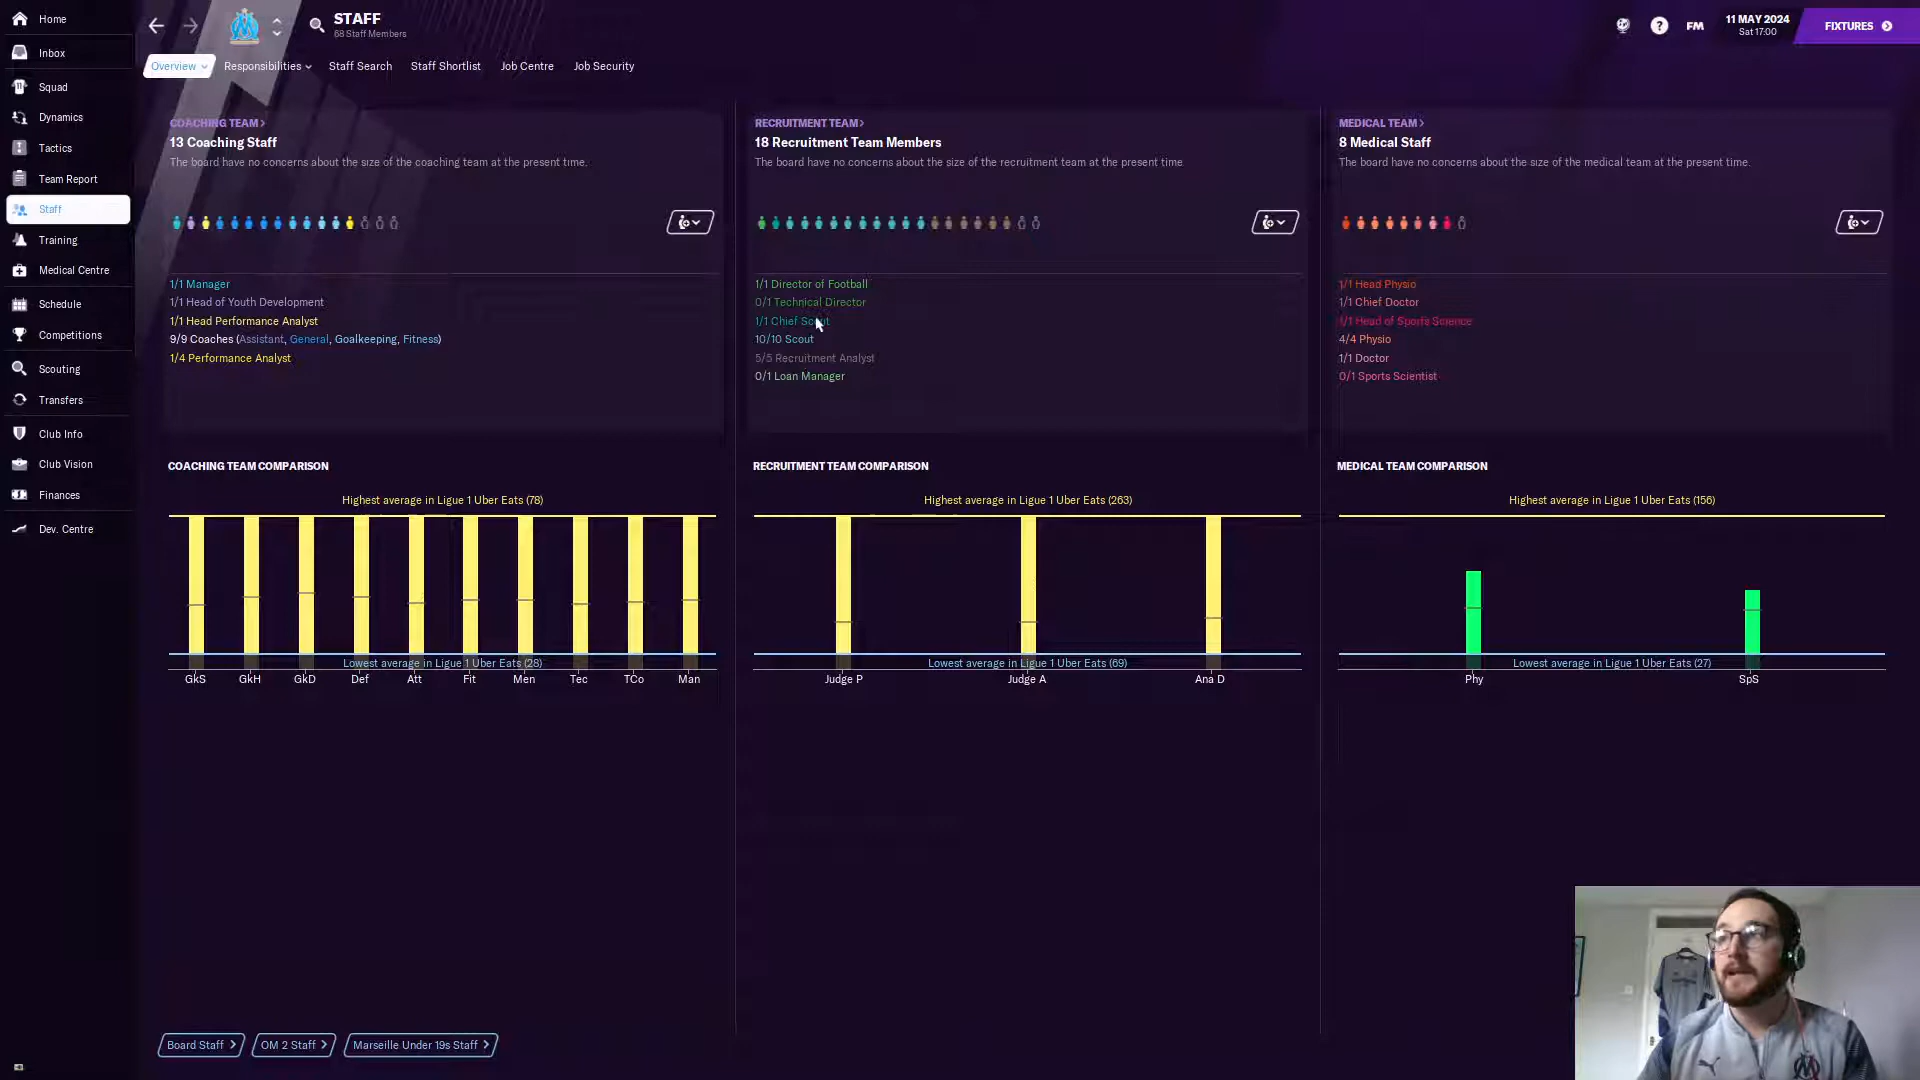 Home
Inbox
Squad
Dynamics
Tactics
Team Report
Staff
Training
Medical Centre
Schedule
Competitions
Scouting
Transfers
Club Info
Club Vision
Finances
Dev. Centre
STAFF
68 Staff Members
?
FM
11 MAY 2024
Sat 17:00
FIXTURES
Overview
Responsibilities
Staff Search
Staff Shortlist
Job Centre
Job Security
COACHING TEAM >
13 Coaching Staff
The board have no concerns about the size of the coaching team at the present time.
1/1 Manager
1/1 Head of Youth Development
1/1 Head Performance Analyst
9/9 Coaches (Assistant, General, Goalkeeping, Fitness)
1/4 Performance Analyst
RECRUITMENT TEAM >
18 Recruitment Team Members
The board have no concerns about the size of the recruitment team at the present time
1/1 Director of Football
0/1 Technical Director
1/1 Chief Scout
10/10 Scout
5/5 Recruitment Analyst
0/1 Loan Manager
MEDICAL TEAM >
8 Medical Staff
The board have no concerns about the size of the medical team at the present time.
1/1 Head Physio
1/1 Chief Doctor
1/1 Head of Sports Science
4/4 Physio
1/1 Doctor
0/1 Sports Scientist
COACHING TEAM COMPARISON
Highest average in Ligue 1 Uber Eats (78)
Lowest average in Ligue 1 Uber Eats (28)
GkS GkH GkD Def Att Fit Men Tec TCo Man
RECRUITMENT TEAM COMPARISON
Highest average in Ligue 1 Uber Eats (263)
Lowest average in Ligue 1 Uber Eats (69)
Judge P Judge A Ana D
MEDICAL TEAM COMPARISON
Highest average in Ligue 1 Uber Eats (156)
Lowest average in Ligue 1 Uber Eats (27)
Phy SpS
Board Staff >
OM 2 Staff >
Marseille Under 19s Staff >